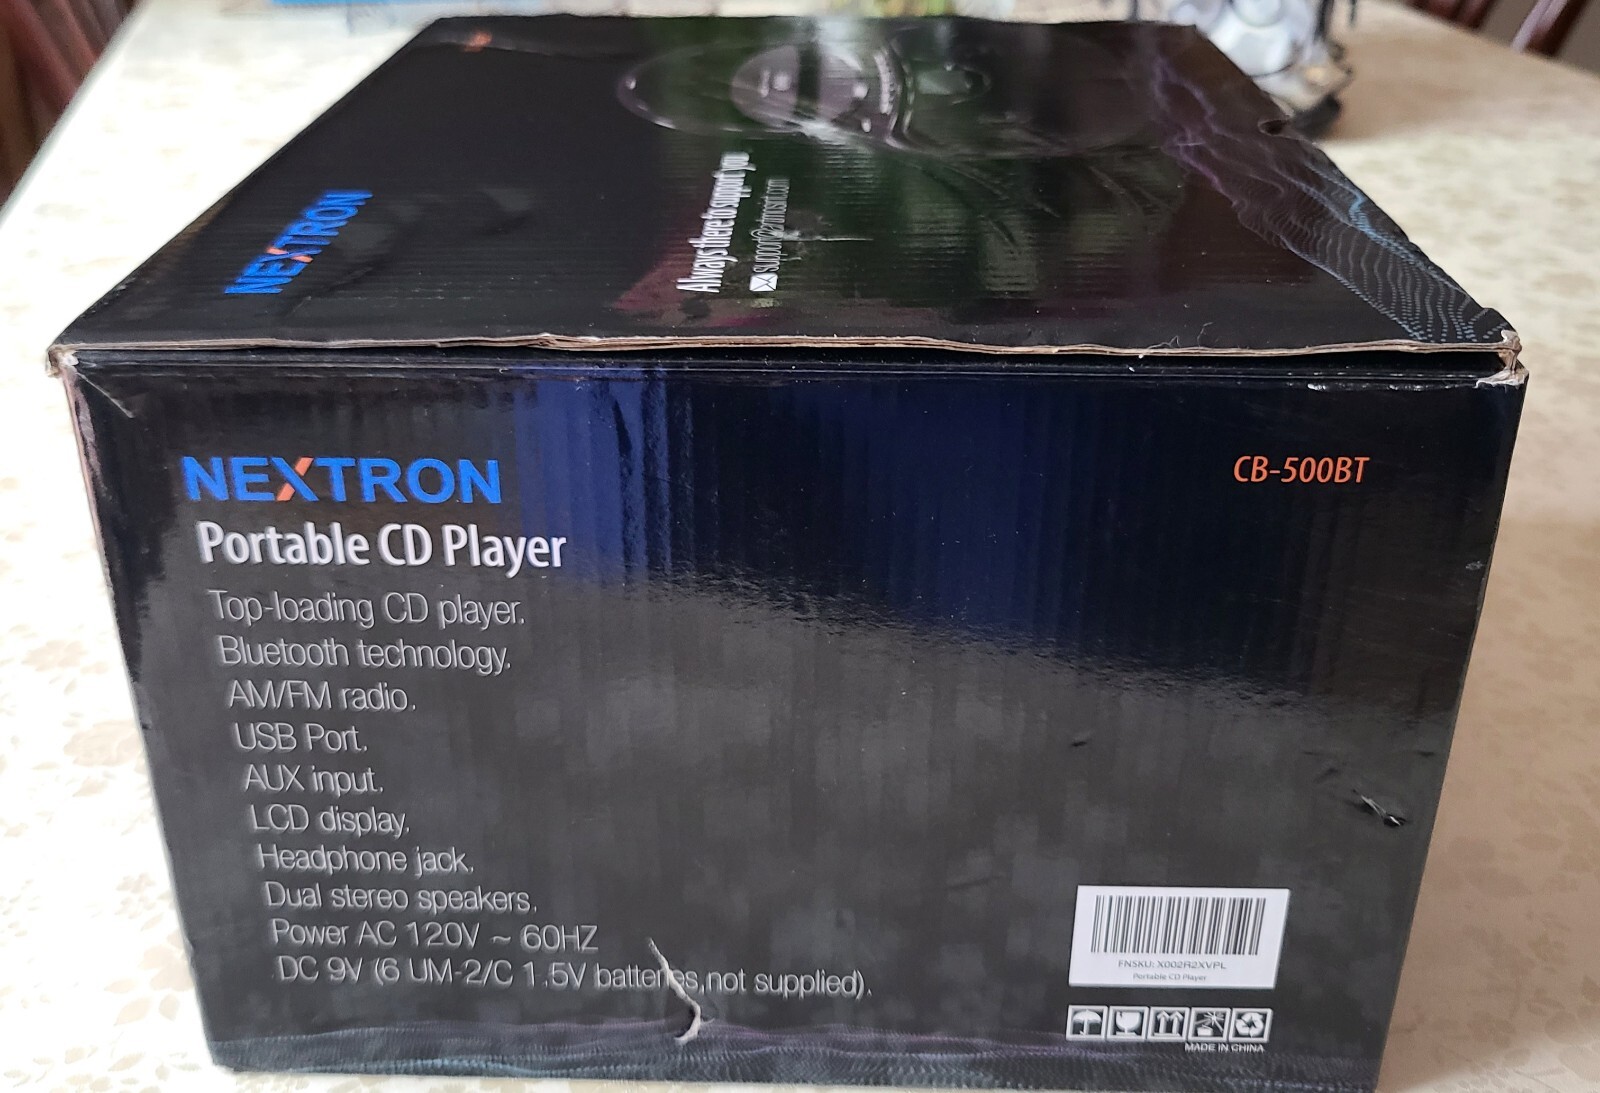 NEXTRON
Always there to support you
NEXTRON
CB-500BT
Portable CD Player
Top-loading CD player.
Bluetooth technology.
AM/FM radio.
USB Port.
AUX input.
LCD display.
Headphone jack.
Dual stereo speakers.
Power AC 120V ~ 60HZ
DC 9V (6 UM-2/C 1.5V batteries,not supplied).
FNSKU: X002R2XVPL
Portable CD Player
MADE IN CHINA